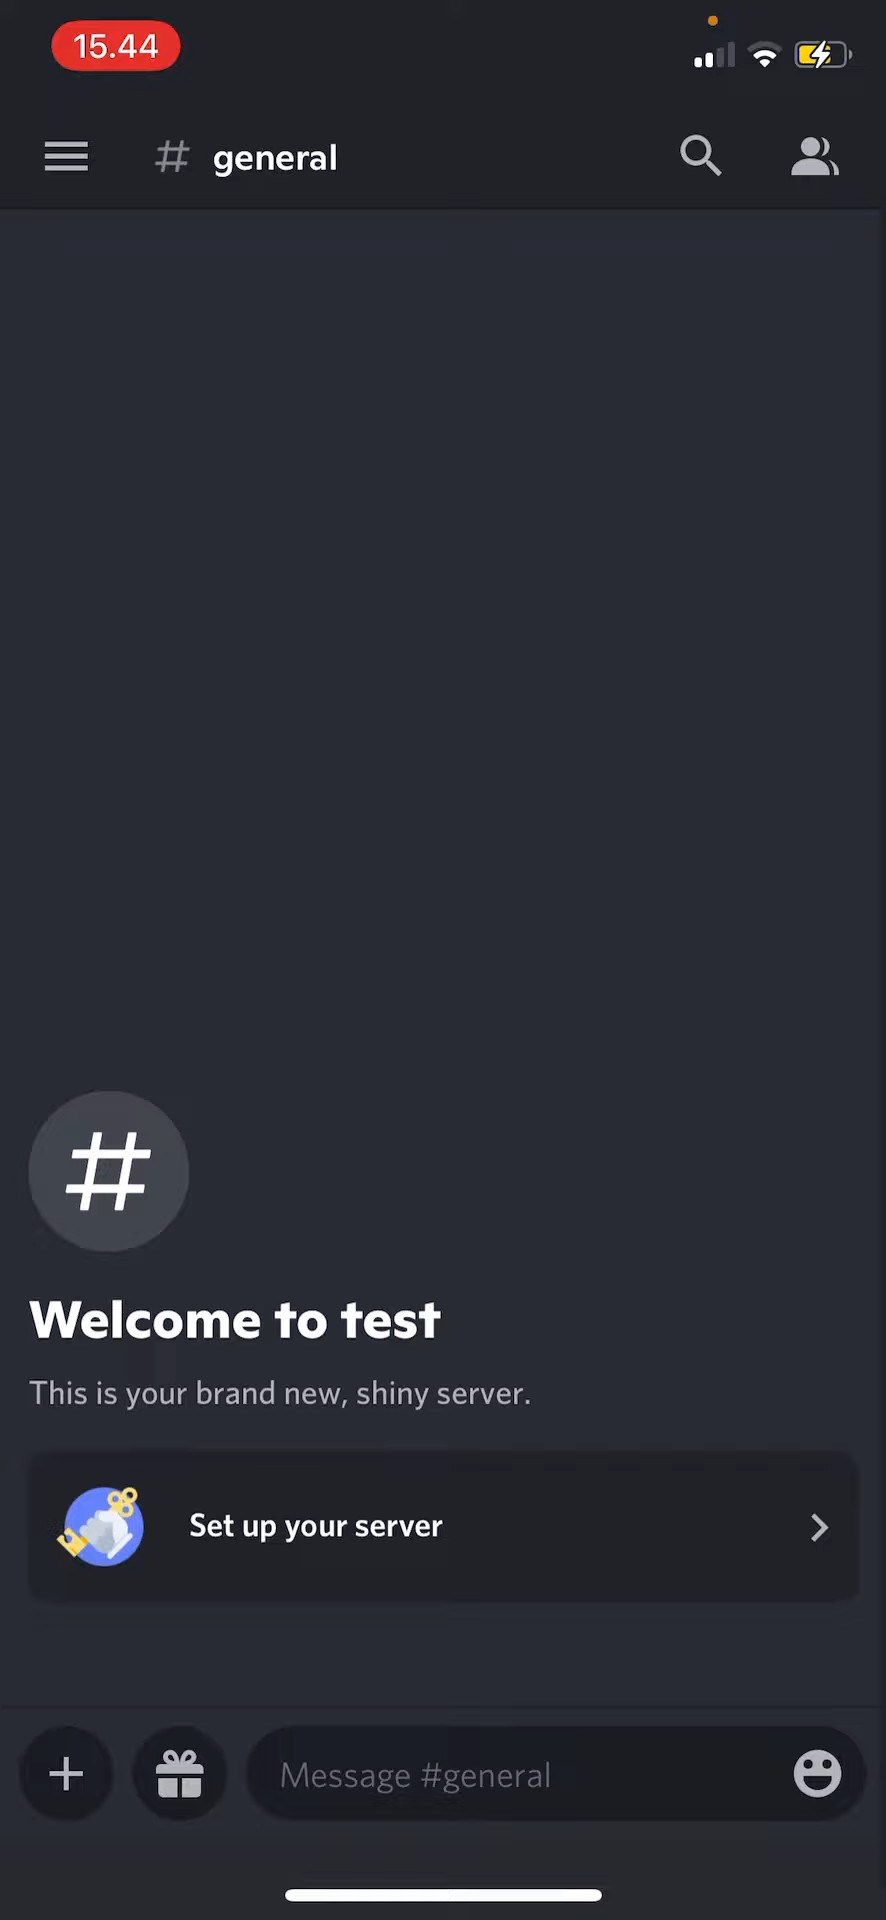 15.44
# general
Welcome to test
This is your brand new, shiny server.
Set up your server
Message #general